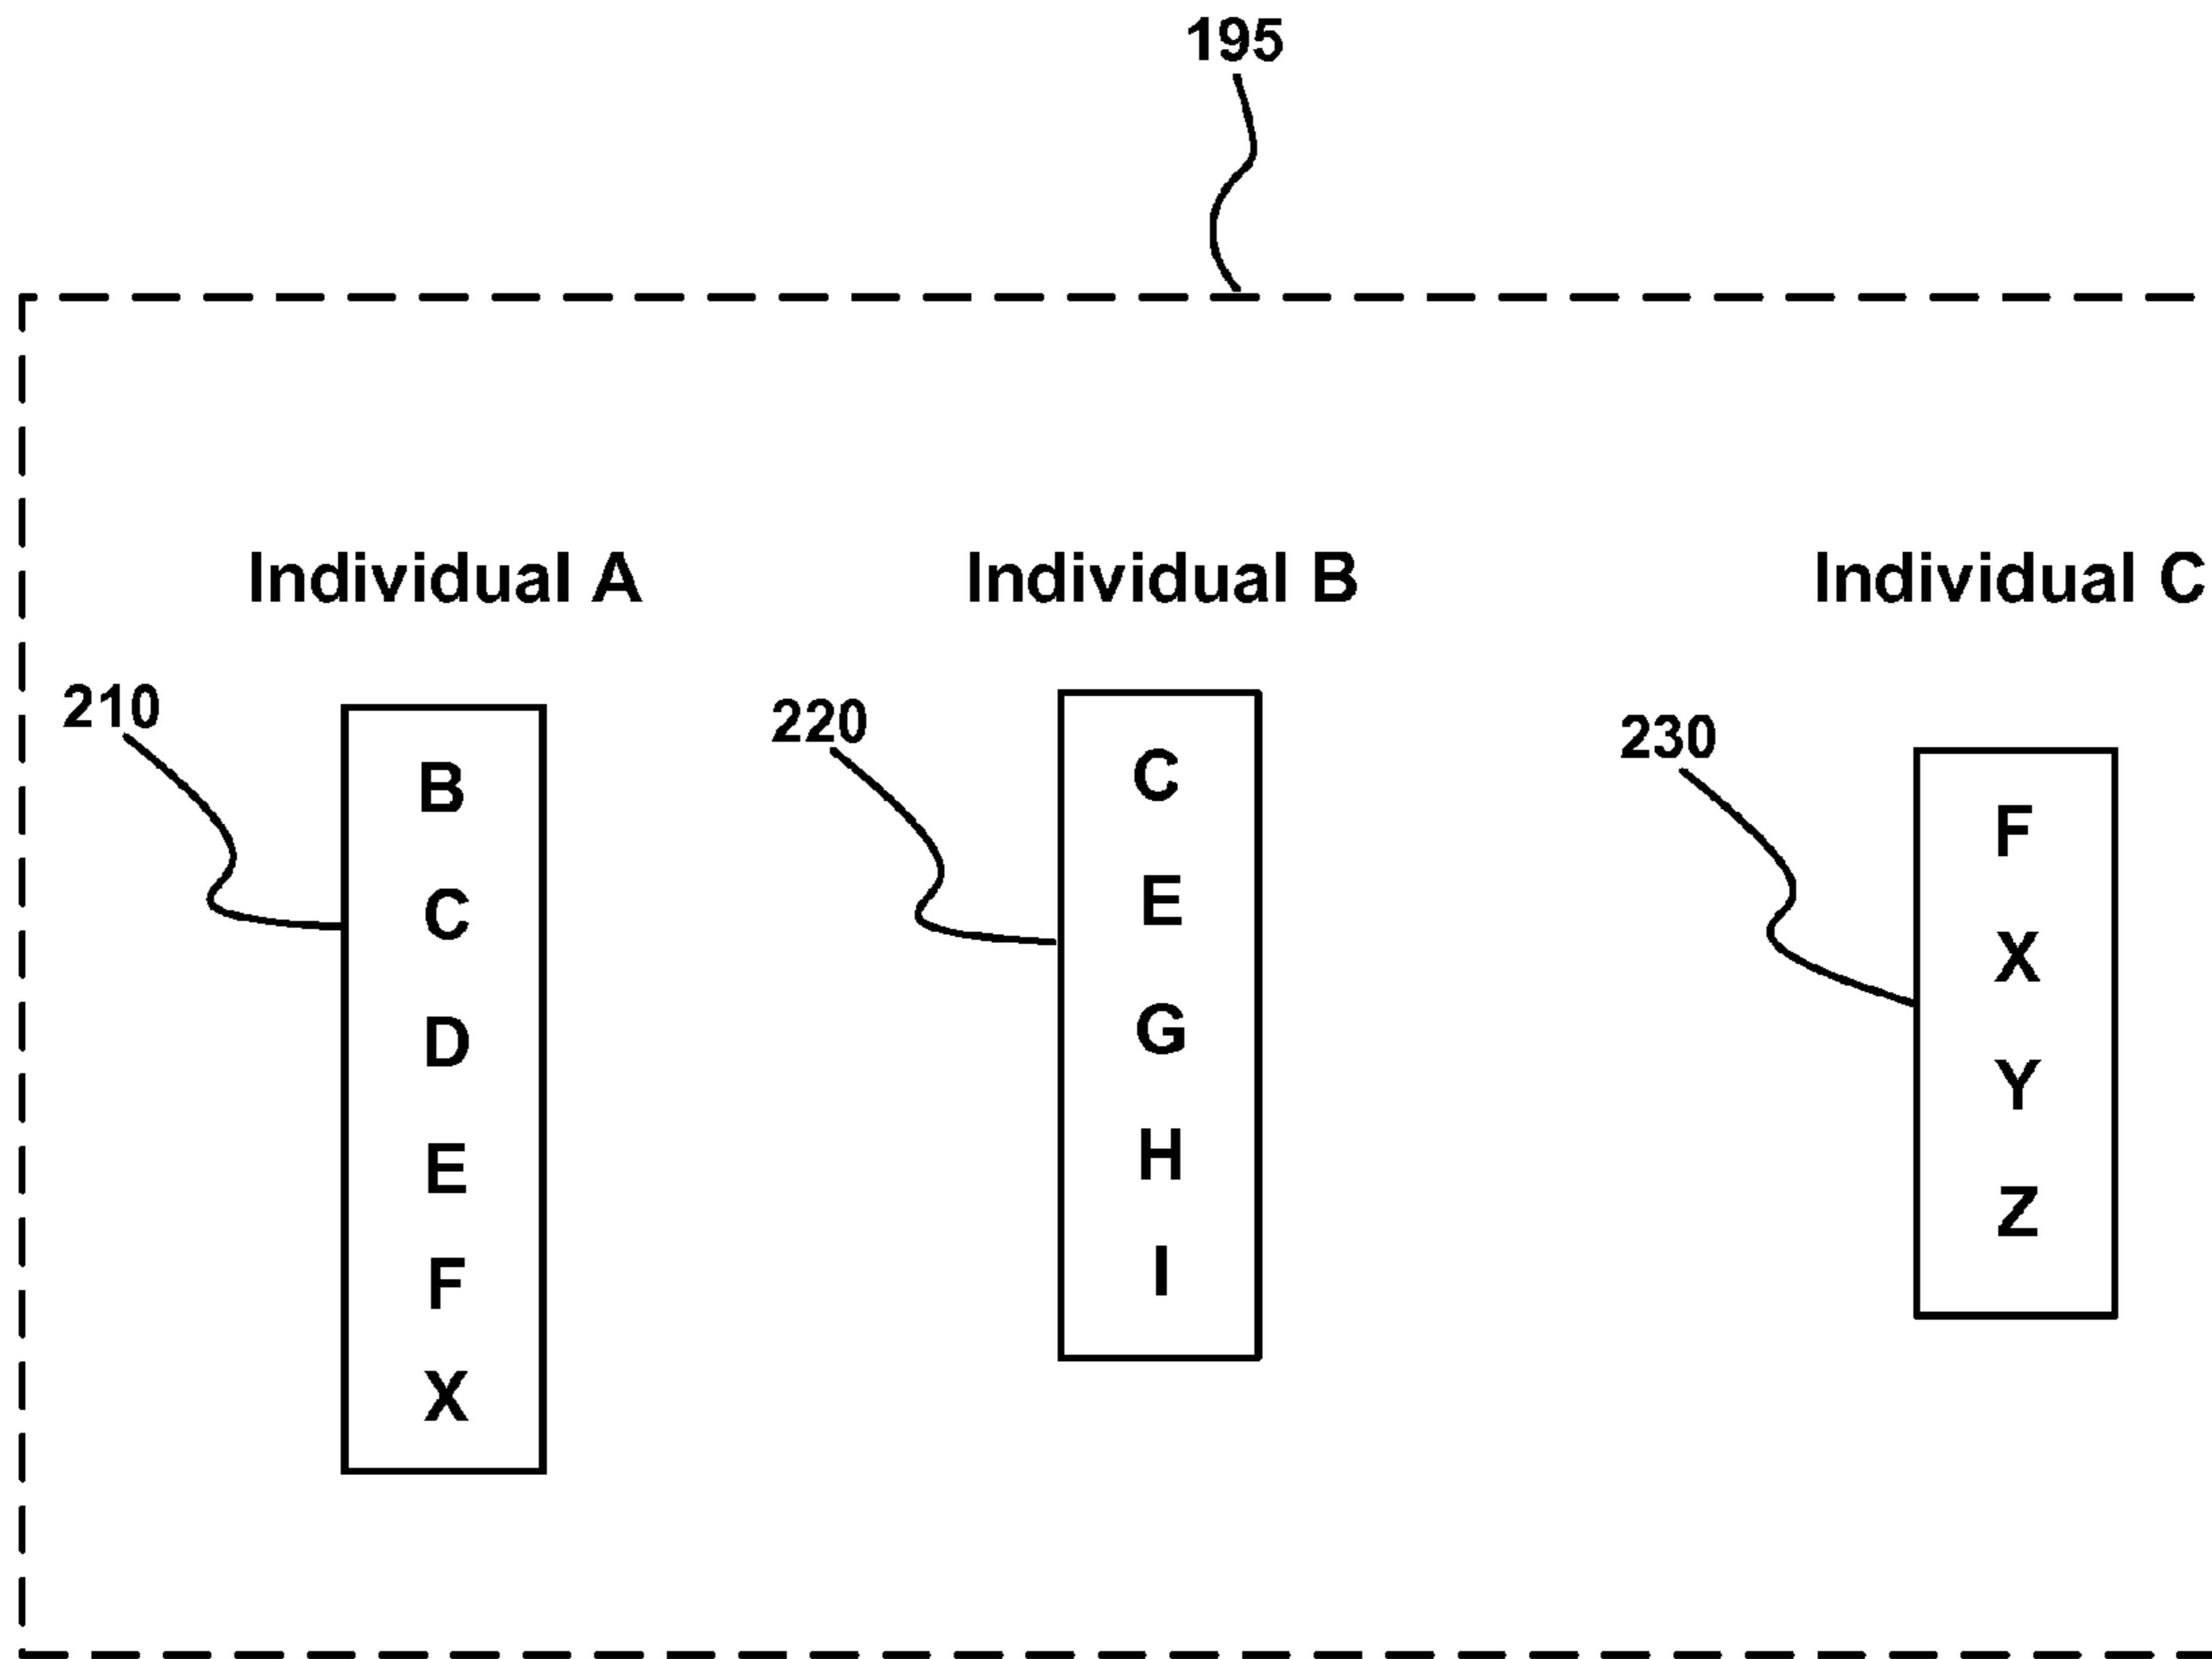 195
Individual A
Individual B
Individual C
210
B
C
D
E
F
X
220
C
E
G
H
I
230
F
X
Y
Z